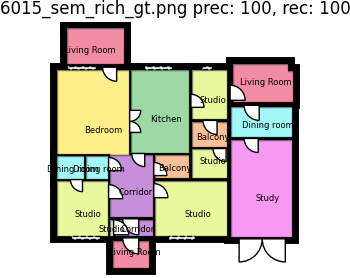 6015_sem_rich_gt.png prec: 100, rec: 100
Living Room
Living Room
Studio
Kitchen
Dining room
Bedroom
Balcony
Studio
Dining room
Dining room
Balcony
Corridor
Study
Studio
Studio
Studio
Corridor
Living Room